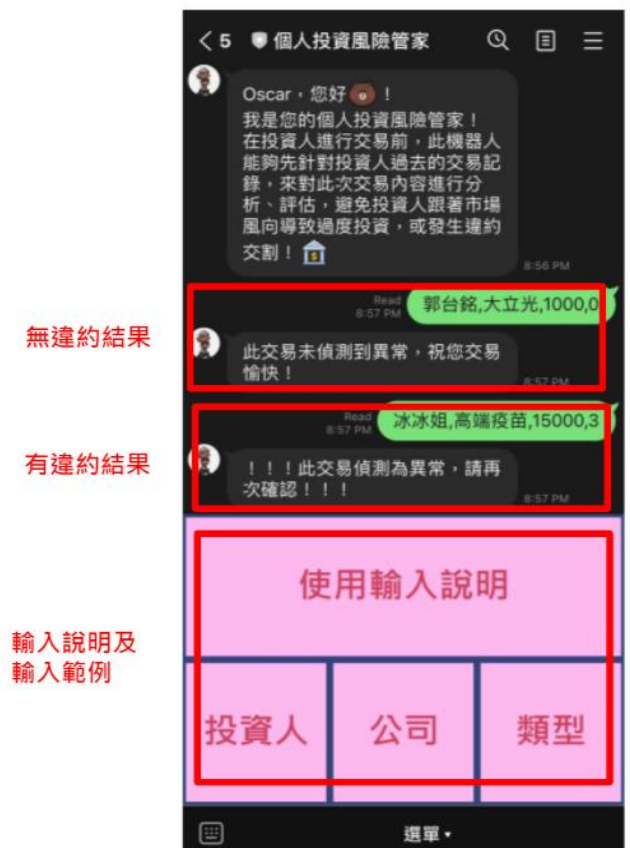 5 個人投資風險管家
Oscar，您好！
我是您的個人投資風險管家！
在投資人進行交易前，此機器人
能夠先針對投資人過去的交易記
錄，來對此次交易內容進行分
析、評估，避免投資人跟著市場
風向導致過度投資，或發生違約
交割！
8:56 PM
無違約結果
Read
8:57 PM
郭台銘,大立光,1000,0
此交易未偵測到異常，祝您交易
愉快！
8:57 PM
有違約結果
Read
8:57 PM
冰冰姐,高端疫苗,15000,3
！！！此交易偵測為異常，請再
次確認！！！
8:57 PM
輸入說明及
輸入範例
使用輸入說明
投資人 公司 類型
選單